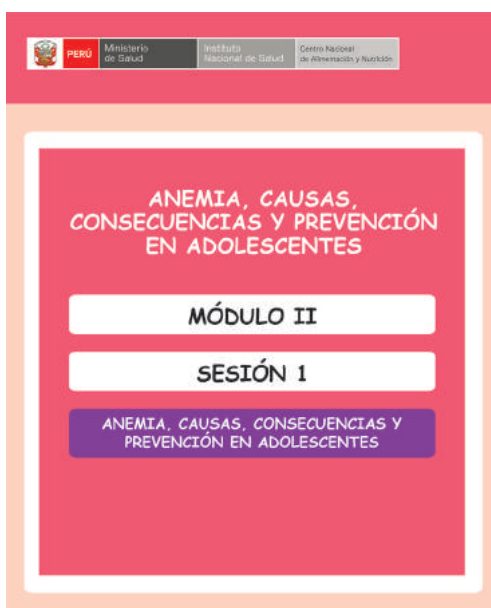 PERÚ
Ministerio
de Salud
Instituto
Nacional de Salud
Centro Nacional
de Alimentación y Nutrición
ANEMIA, CAUSAS,
CONSECUENCIAS Y PREVENCIÓN
EN ADOLESCENTES
MÓDULO II
SESIÓN 1
ANEMIA, CAUSAS, CONSECUENCIAS Y
PREVENCIÓN EN ADOLESCENTES